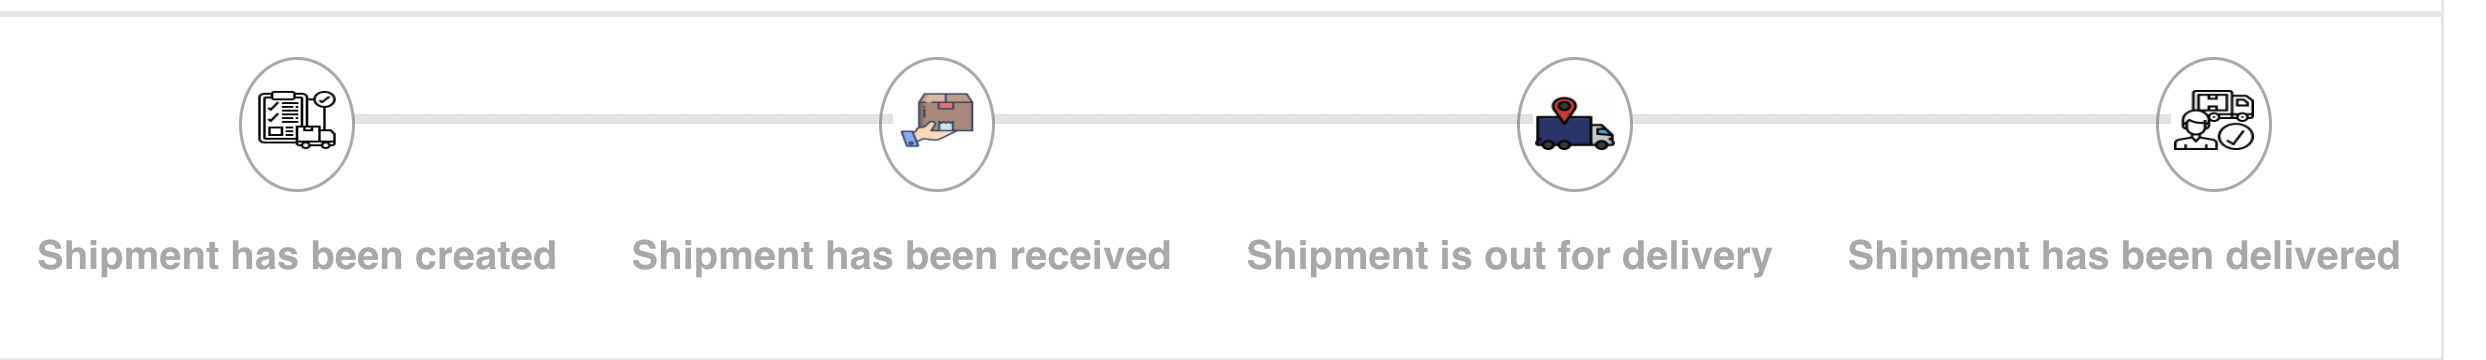 Shipment has been created
Shipment has been received
Shipment is out for delivery
Shipment has been delivered